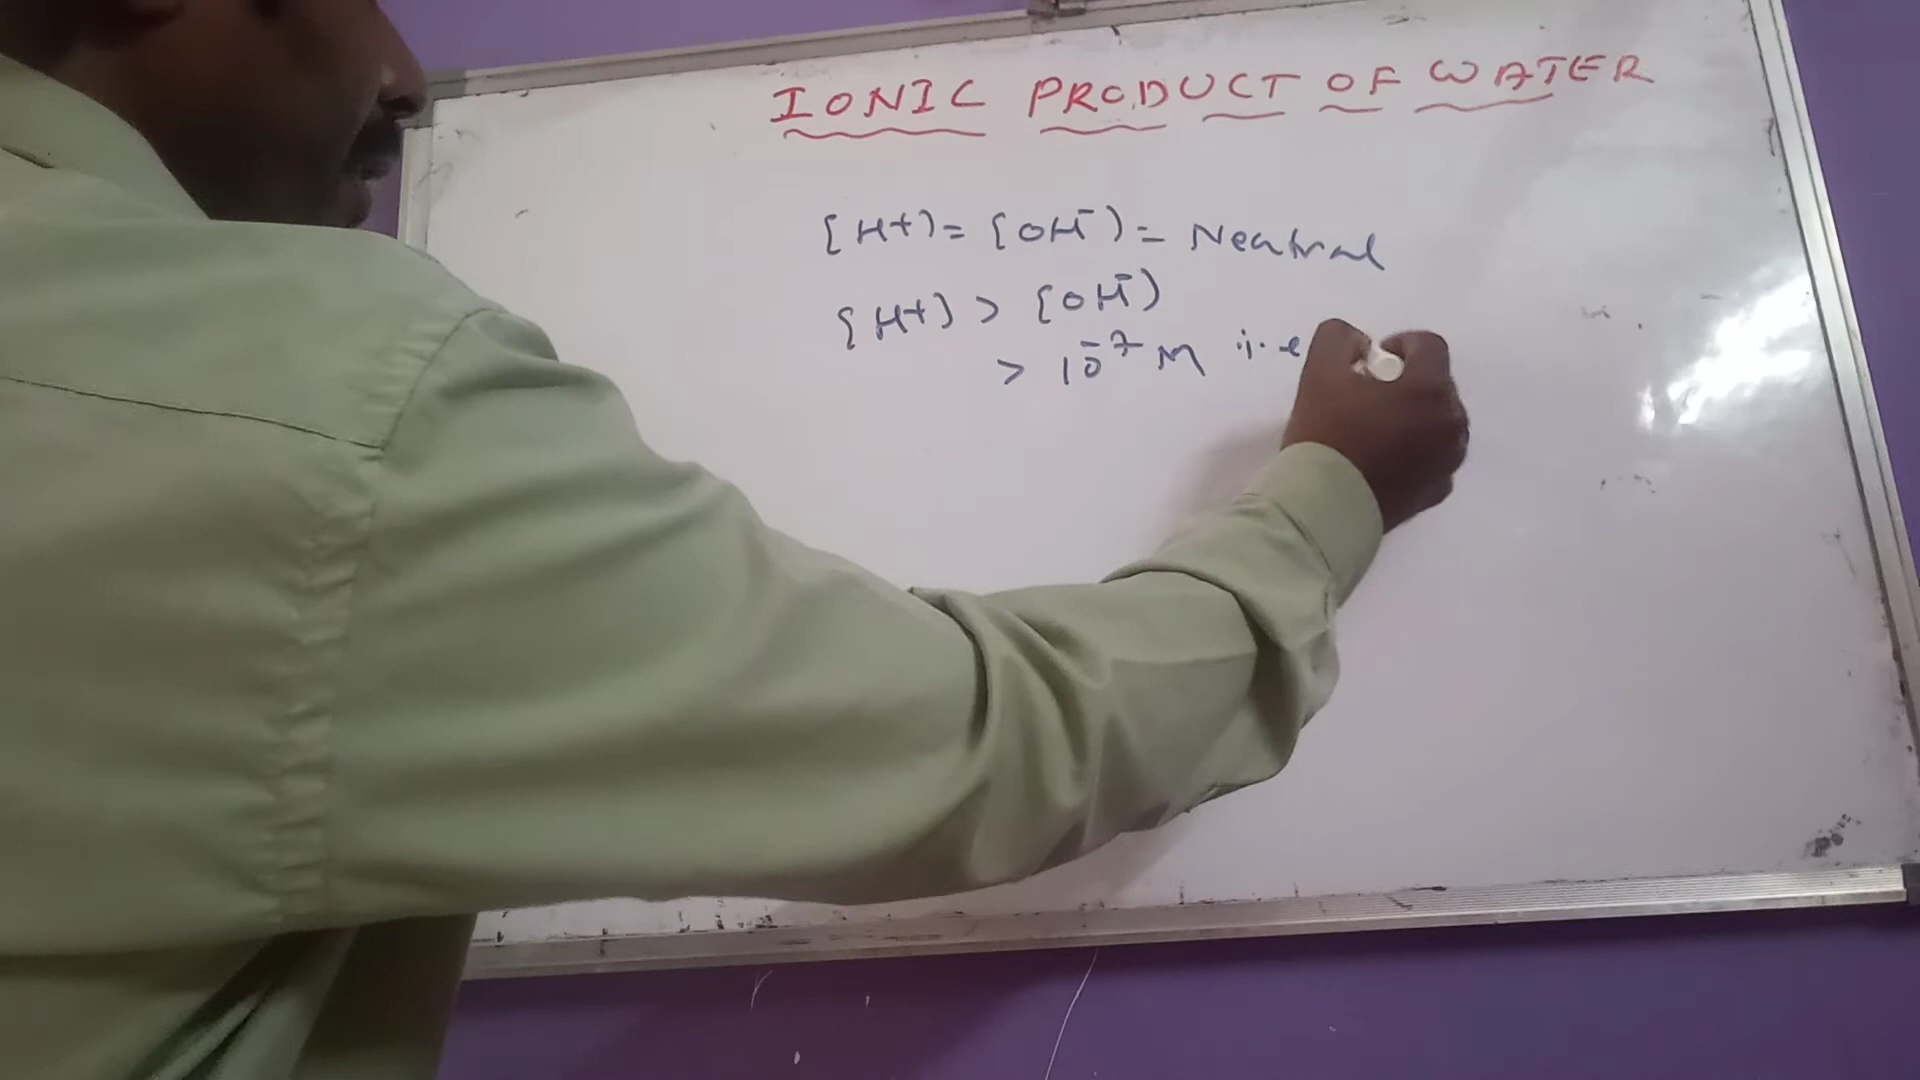 IONIC PRODUCT OF WATER
[H+] = [OH⁻] = Neutral
[H+] > [OH⁻]
> 10⁻⁷ M i.e